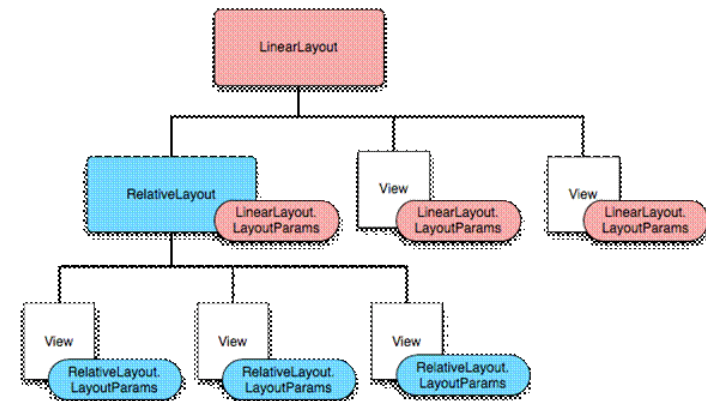 LinearLayout
RelativeLayout
LinearLayout.
LayoutParams
View
LinearLayout.
LayoutParams
View
LinearLayout.
LayoutParams
View
RelativeLayout.
LayoutParams
View
RelativeLayout.
LayoutParams
View
RelativeLayout.
LayoutParams